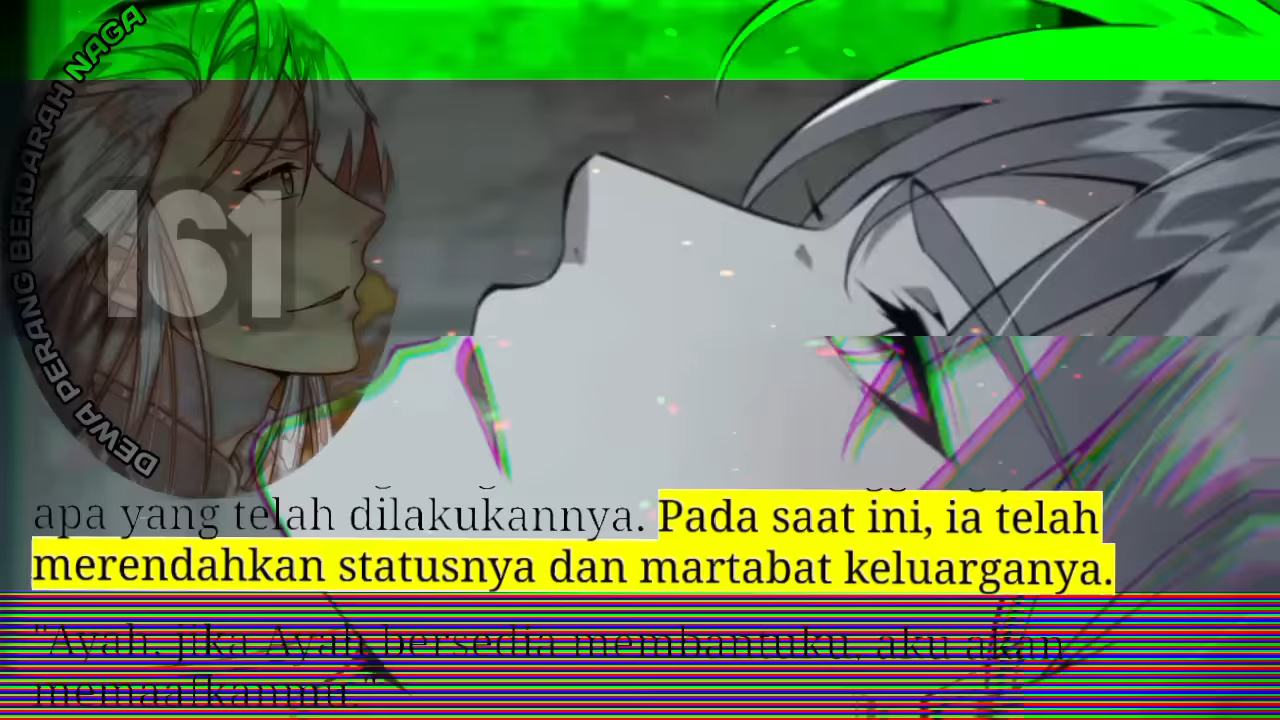 DEWA PERANG BERDARAH NAGA
161
apa yang telah dilakukannya. Pada saat ini, ia telah
merendahkan statusnya dan martabat keluarganya.
"Ayah, jika Ayah bersedia membantuku, aku akan
memaafkanmu."